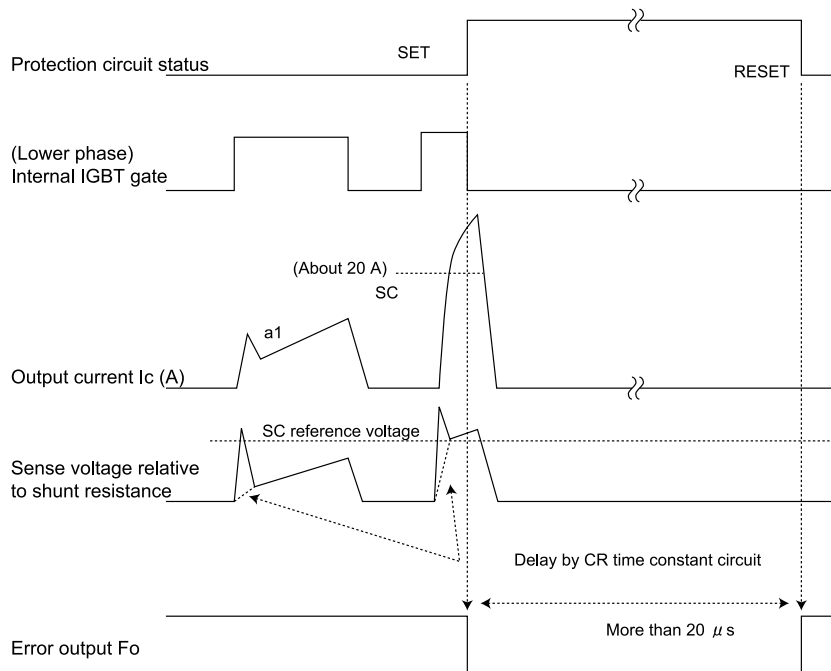 SET
Protection circuit status
RESET
(Lower phase)
Internal IGBT gate
(About 20 A)
SC
a1
Output current Ic (A)
SC reference voltage
Sense voltage relative
to shunt resistance
Delay by CR time constant circuit
More than 20 μ s
Error output Fo